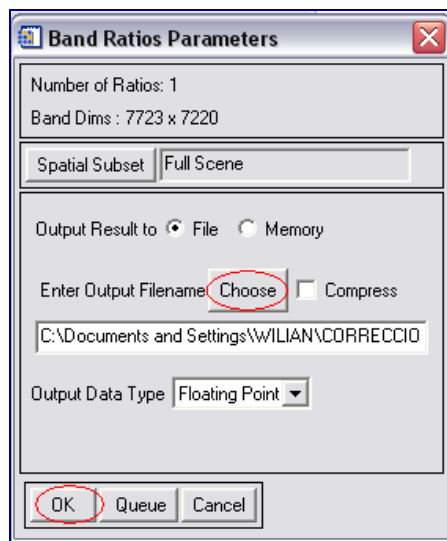 Band Ratios Parameters
Number of Ratios: 1
Band Dims : 7723 x 7220
Spatial Subset Full Scene
Output Result to File Memory
Enter Output Filename Choose Compress
C:\Documents and Settings\WILIAN\CORRECCIO
Output Data Type Floating Point
OK Queue Cancel